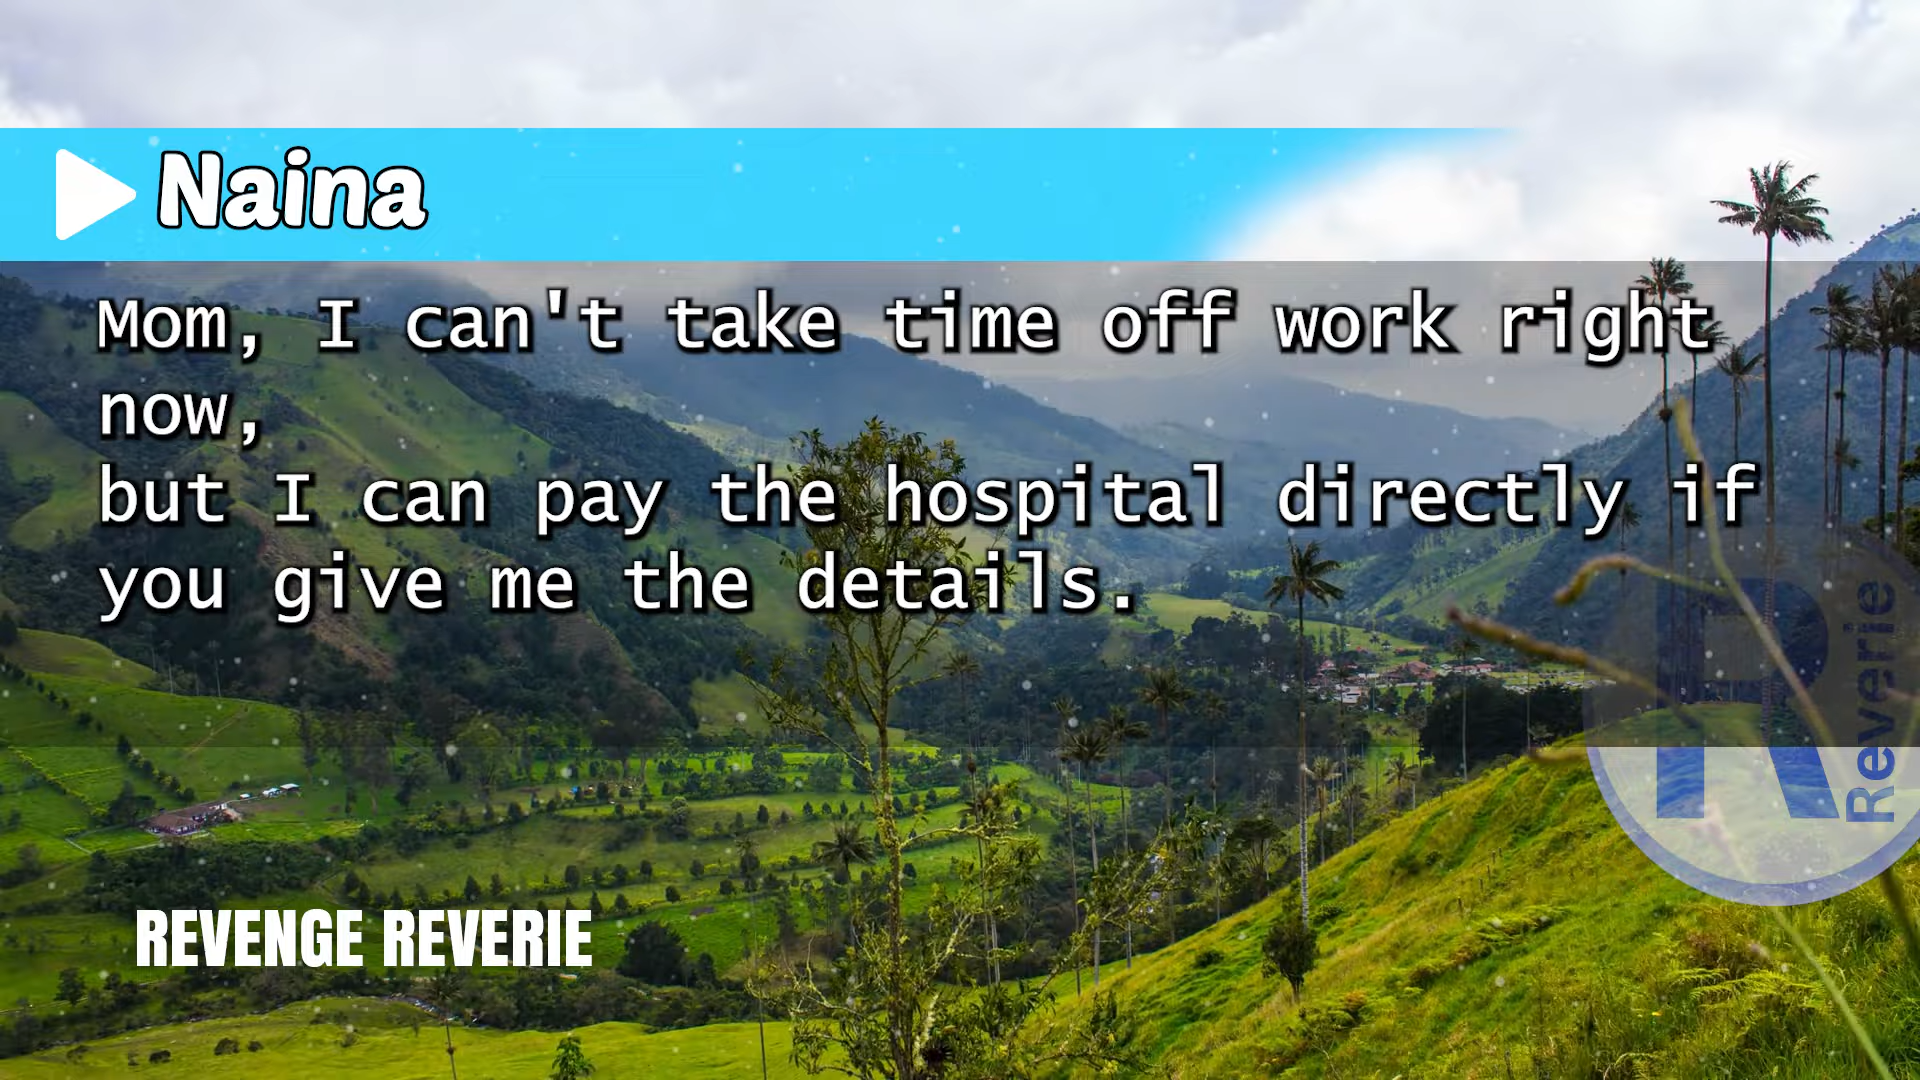 Naina
Mom, I can't take time off work right
now,
but I can pay the hospital directly if
you give me the details.
R
Reverie
REVENGE REVERIE